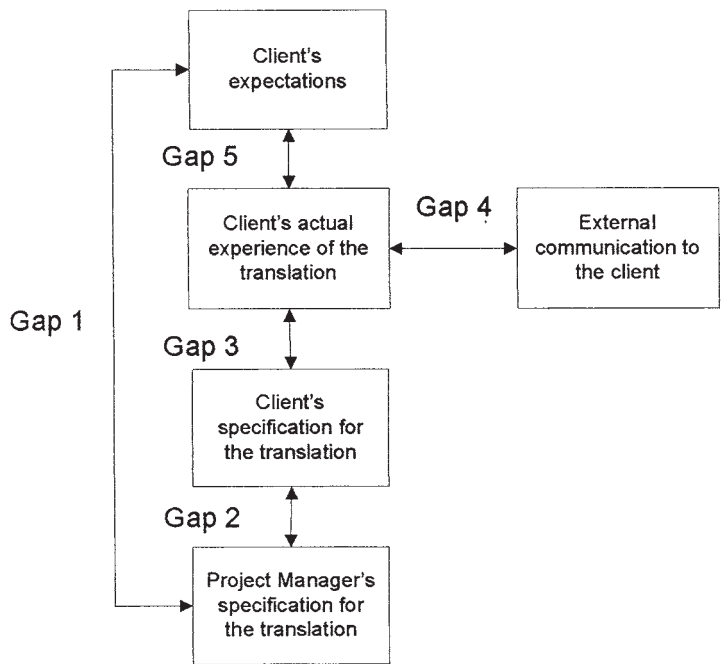 Client's
expectations
Gap 5
Client's actual
experience of the
translation
Gap 4
External
communication to
the client
Gap 1
Gap 3
Client's
specification for
the translation
Gap 2
Project Manager's
specification for
the translation